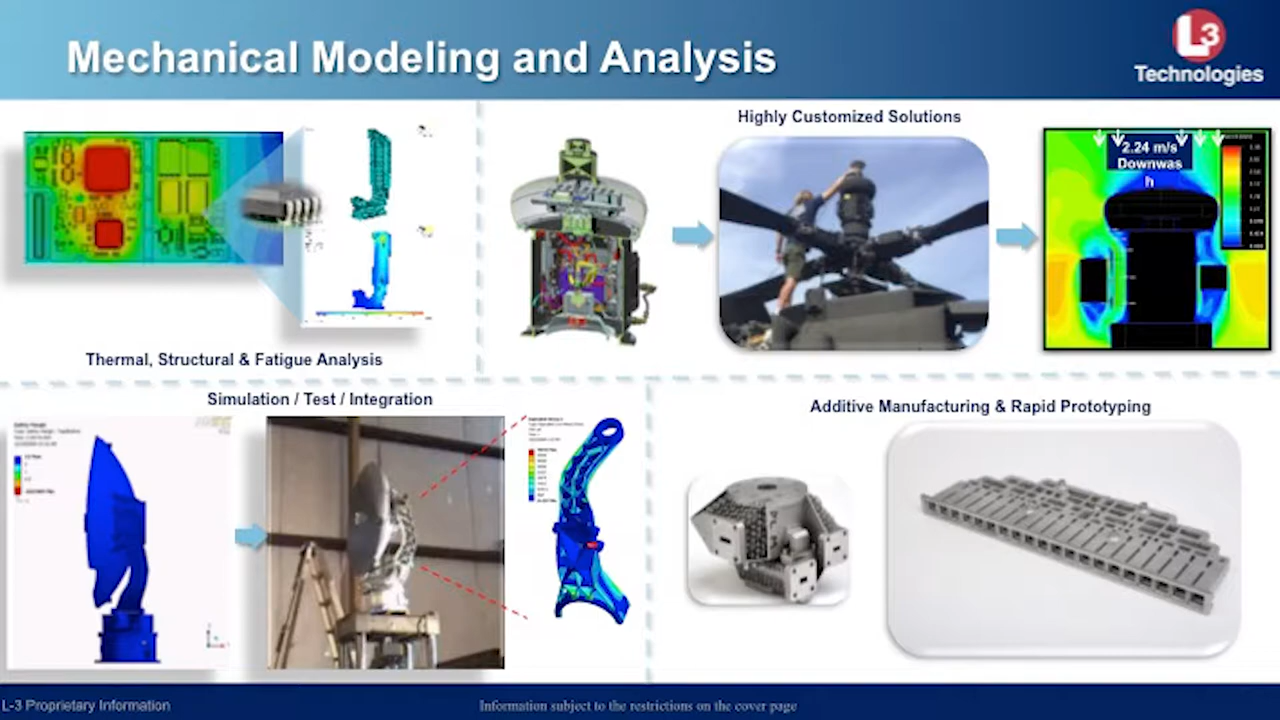 Mechanical Modeling and Analysis
L3
Technologies
Highly Customized Solutions
2.24 m/s
Downwas
h
Thermal, Structural & Fatigue Analysis
Simulation / Test / Integration
Additive Manufacturing & Rapid Prototyping
L-3 Proprietary Information
Information subject to the restrictions on the cover page